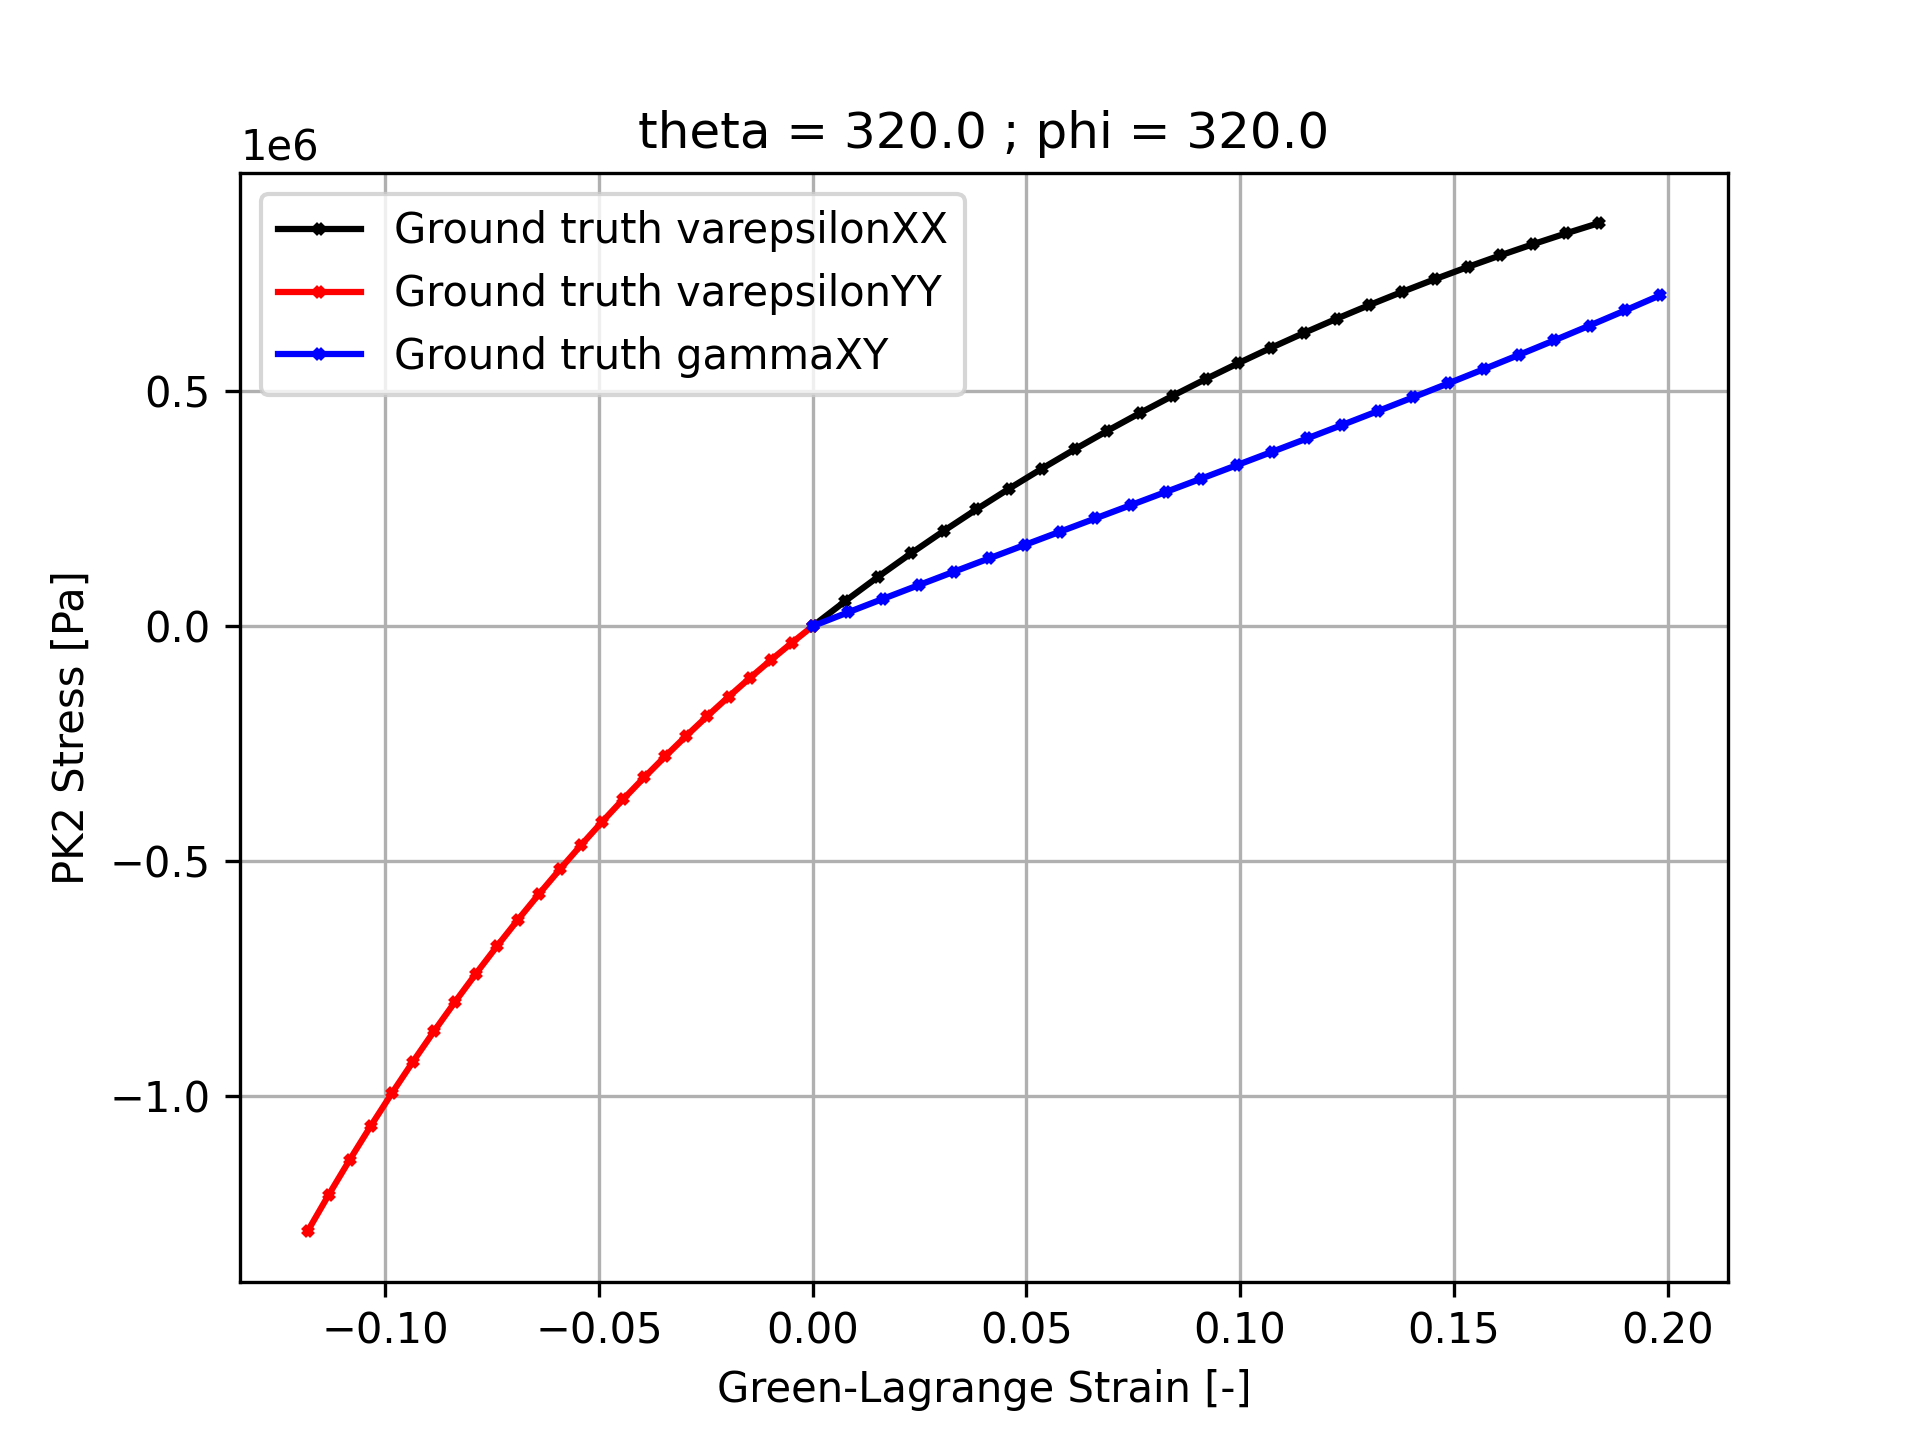 theta = 320.0 ; phi = 320.0
1e6
Ground truth varepsilonXX
Ground truth varepsilonYY
Ground truth gammaXY
0.5
0.0
−0.5
−1.0
PK2 Stress [Pa]
−0.10 −0.05 0.00 0.05 0.10 0.15 0.20
Green-Lagrange Strain [-]